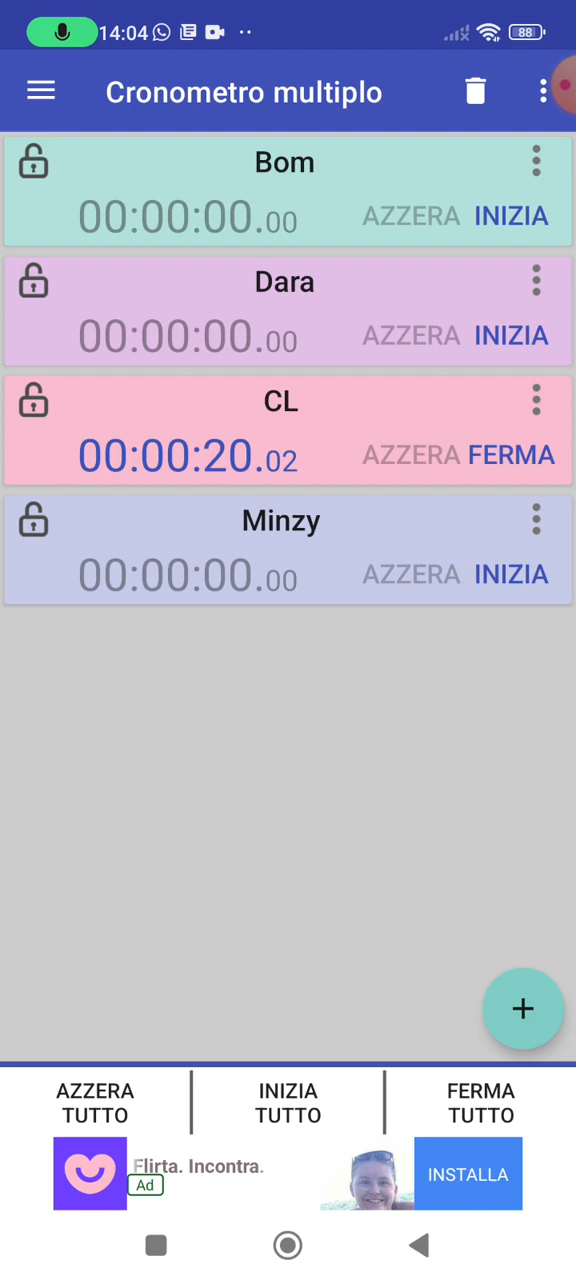 14:04
88
Cronometro multiplo
Bom
00:00:00.00 AZZERA INIZIA
Dara
00:00:00.00 AZZERA INIZIA
CL
00:00:20.02 AZZERA FERMA
Minzy
00:00:00.00 AZZERA INIZIA
+
AZZERA
TUTTO
INIZIA
TUTTO
FERMA
TUTTO
Flirta. Incontra.
Ad
INSTALLA